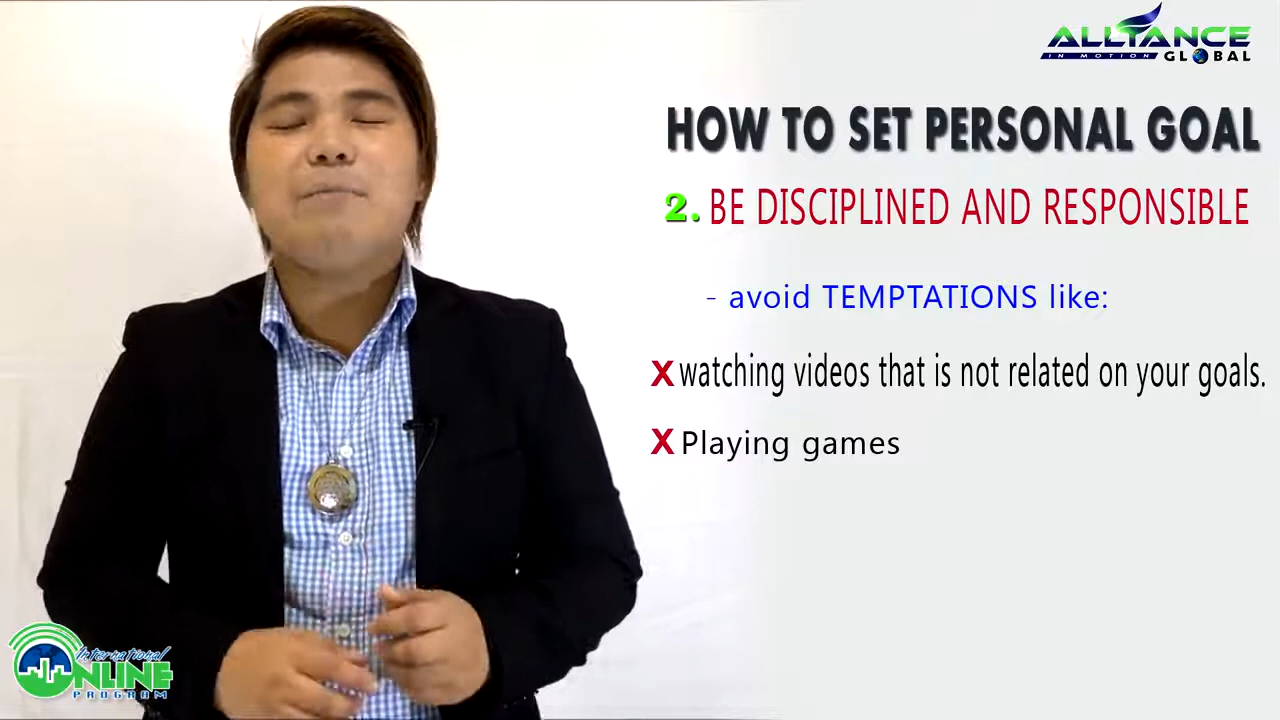 ALLIANCE
IN MOTION GLOBAL
HOW TO SET PERSONAL GOAL
2. BE DISCIPLINED AND RESPONSIBLE
- avoid TEMPTATIONS like:
X watching videos that is not related on your goals.
X Playing games
International
ONLINE
PROGRAM